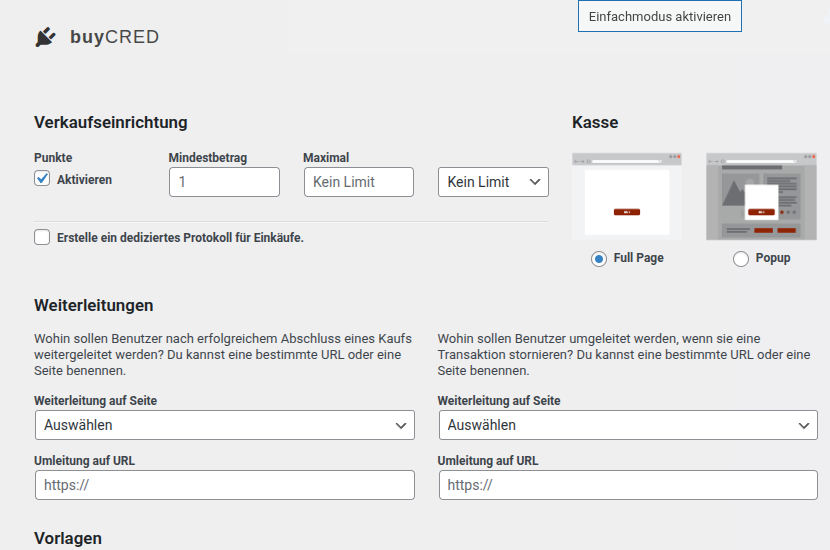 Einfachmodus aktivieren
buyCRED
Verkaufseinrichtung
Kasse
Punkte
Mindestbetrag
Maximal
Aktivieren
1
Kein Limit
Kein Limit
Erstelle ein dediziertes Protokoll für Einkäufe.
Full Page
Popup
Weiterleitungen
Wohin sollen Benutzer nach erfolgreichem Abschluss eines Kaufs
weitergeleitet werden? Du kannst eine bestimmte URL oder eine
Seite benennen.
Wohin sollen Benutzer umgeleitet werden, wenn sie eine
Transaktion stornieren? Du kannst eine bestimmte URL oder eine
Seite benennen.
Weiterleitung auf Seite
Weiterleitung auf Seite
Auswählen
Auswählen
Umleitung auf URL
Umleitung auf URL
https://
https://
Vorlagen